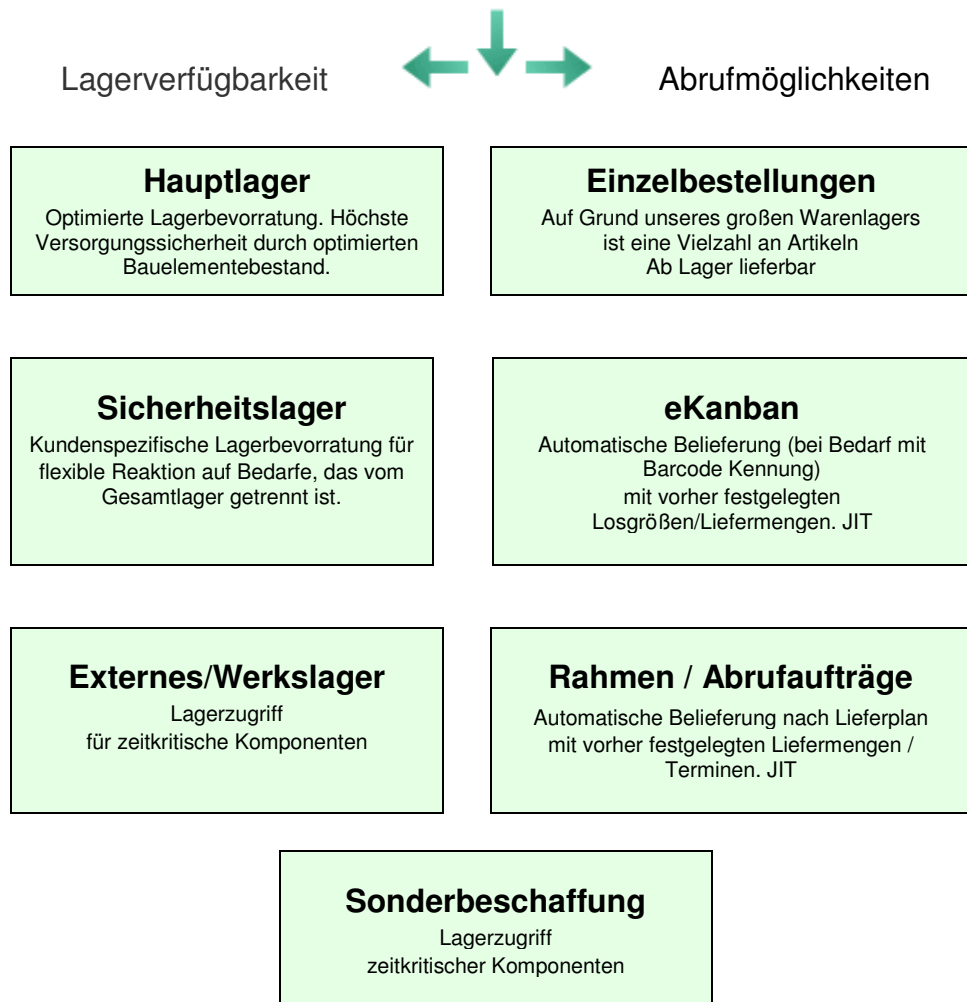 Lagerverfügbarkeit
Abrufmöglichkeiten
Hauptlager
Optimierte Lagerbevorratung. Höchste
Versorgungssicherheit durch optimierten
Bauelementebestand.
Einzelbestellungen
Auf Grund unseres großen Warenlagers
ist eine Vielzahl an Artikeln
Ab Lager lieferbar
Sicherheitslager
Kundenspezifische Lagerbevorratung für
flexible Reaktion auf Bedarfe, das vom
Gesamtlager getrennt ist.
eKanban
Automatische Belieferung (bei Bedarf mit
Barcode Kennung)
mit vorher festgelegten
Losgrößen/Liefermengen. JIT
Externes/Werkslager
Lagerzugriff
für zeitkritische Komponenten
Rahmen / Abrufaufträge
Automatische Belieferung nach Lieferplan
mit vorher festgelegten Liefermengen /
Terminen. JIT
Sonderbeschaffung
Lagerzugriff
zeitkritischer Komponenten